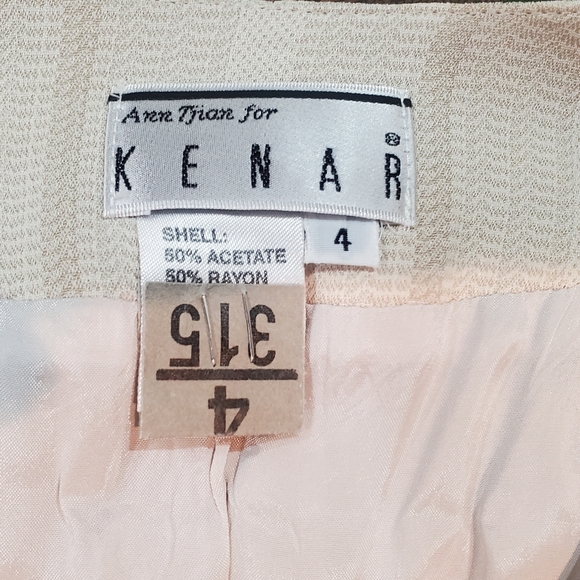 Ann Tjian for
KENAR®
4
SHELL:
50% ACETATE
50% RAYON
315
4